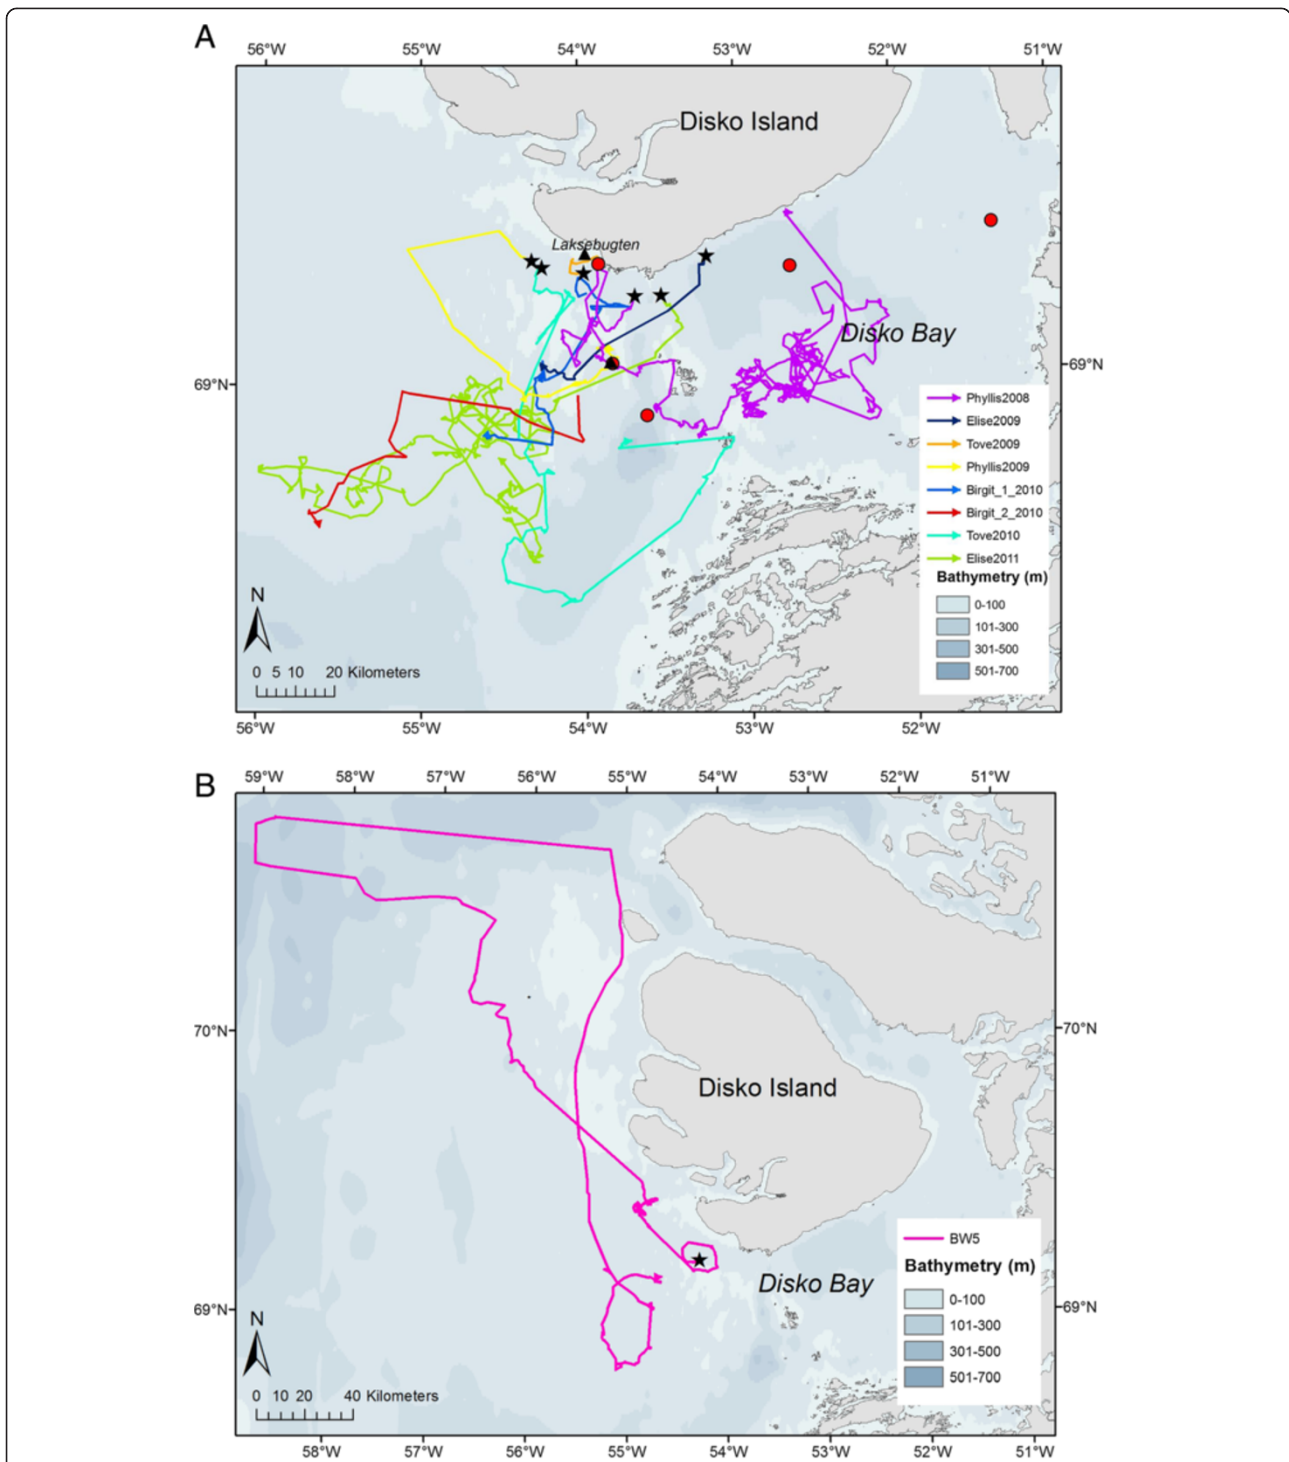 A
56°W 55°W 54°W 53°W 52°W 51°W
Disko Island
Laksebugten
Disko Bay
69°N 69°N
Phyllis2008
Elise2009
Tove2009
Phyllis2009
Birgit_1_2010
Birgit_2_2010
Tove2010
Elise2011
Bathymetry (m)
0-100
101-300
301-500
501-700
N
0 5 10 20 Kilometers
56°W 55°W 54°W 53°W 52°W
B
59°W 58°W 57°W 56°W 55°W 54°W 53°W 52°W 51°W
70°N 70°N
Disko Island
BW5
Bathymetry (m)
Disko Bay
0-100
69°N 69°N
101-300
301-500
501-700
N
0 10 20 40 Kilometers
58°W 57°W 56°W 55°W 54°W 53°W 52°W 51°W